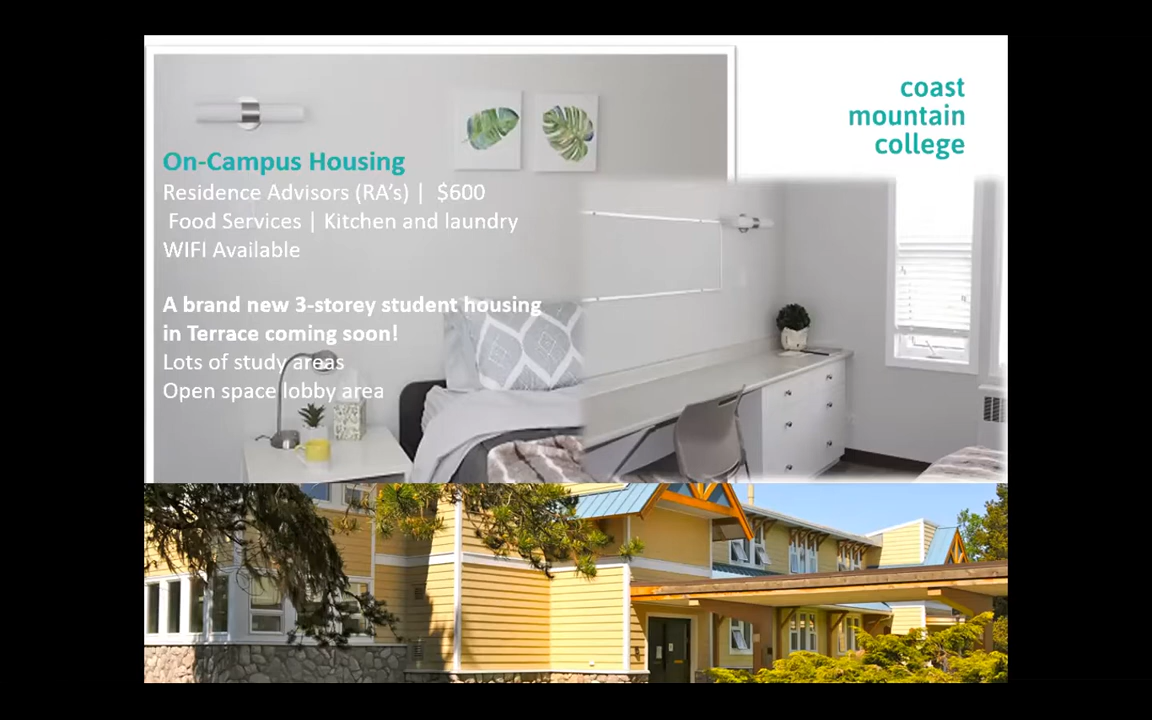 coast
mountain
college
On-Campus Housing
Residence Advisors (RA's) | $600
Food Services | Kitchen and laundry
WIFI Available
A brand new 3-storey student housing
in Terrace coming soon!
Lots of study areas
Open space lobby area